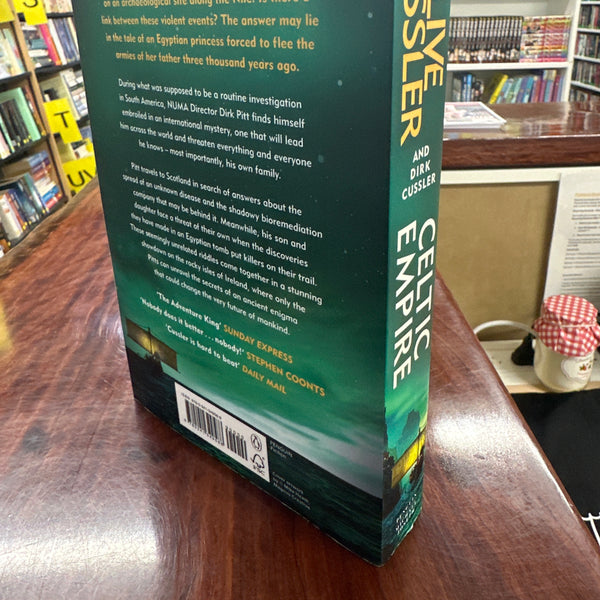 on an archaeological site along the Nile. Is there a
link between these violent events? The answer may lie
in the tale of an Egyptian princess forced to flee the
armies of her father three thousand years ago.
During what was supposed to be a routine investigation
in South America, NUMA Director Dirk Pitt finds himself
embroiled in an international mystery, one that will lead
him across the world and threaten everything and everyone
he knows – most importantly, his own family.
Pitt travels to Scotland in search of answers about the
spread of an unknown disease and the shadowy bioremediation
company that may be behind it. Meanwhile, his son and
daughter face a threat of their own when the discoveries
they have made in an Egyptian tomb put killers on their trail.
These seemingly unrelated riddles come together in a stunning
showdown on the rocky isles of Ireland, where only the
Pitts can unravel the secrets of an ancient enigma
that could change the very future of mankind.
'The Adventure King' SUNDAY EXPRESS
'Nobody does it better . . . nobody!' STEPHEN COONTS
'Cussler is hard to beat' DAILY MAIL
PENGUIN
Fiction
FSC
IVE
SSLER
AND
DIRK
CUSSLER
CELTIC
EMPIRE
S
T
UV